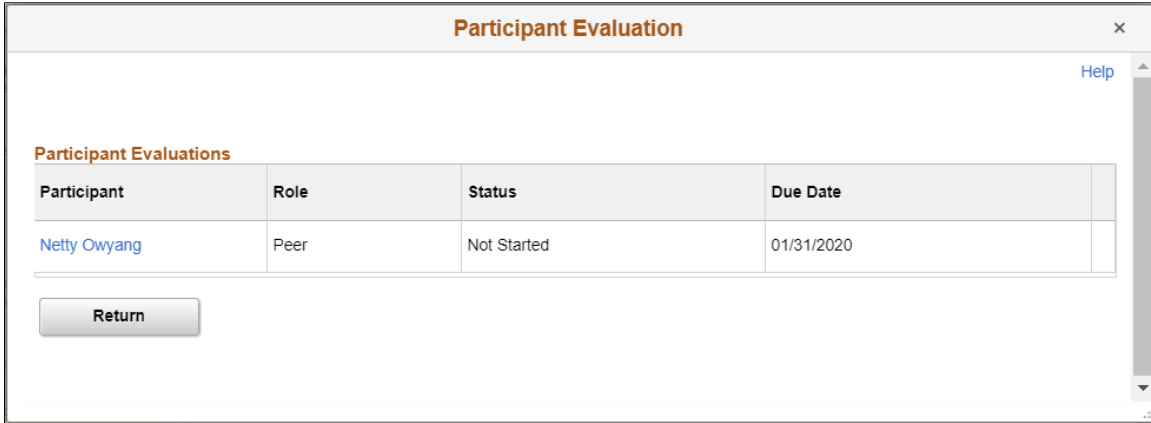 Participant Evaluation ×
Help
Participant Evaluations
Participant Role Status Due Date
Netty Owyang Peer Not Started 01/31/2020
Return